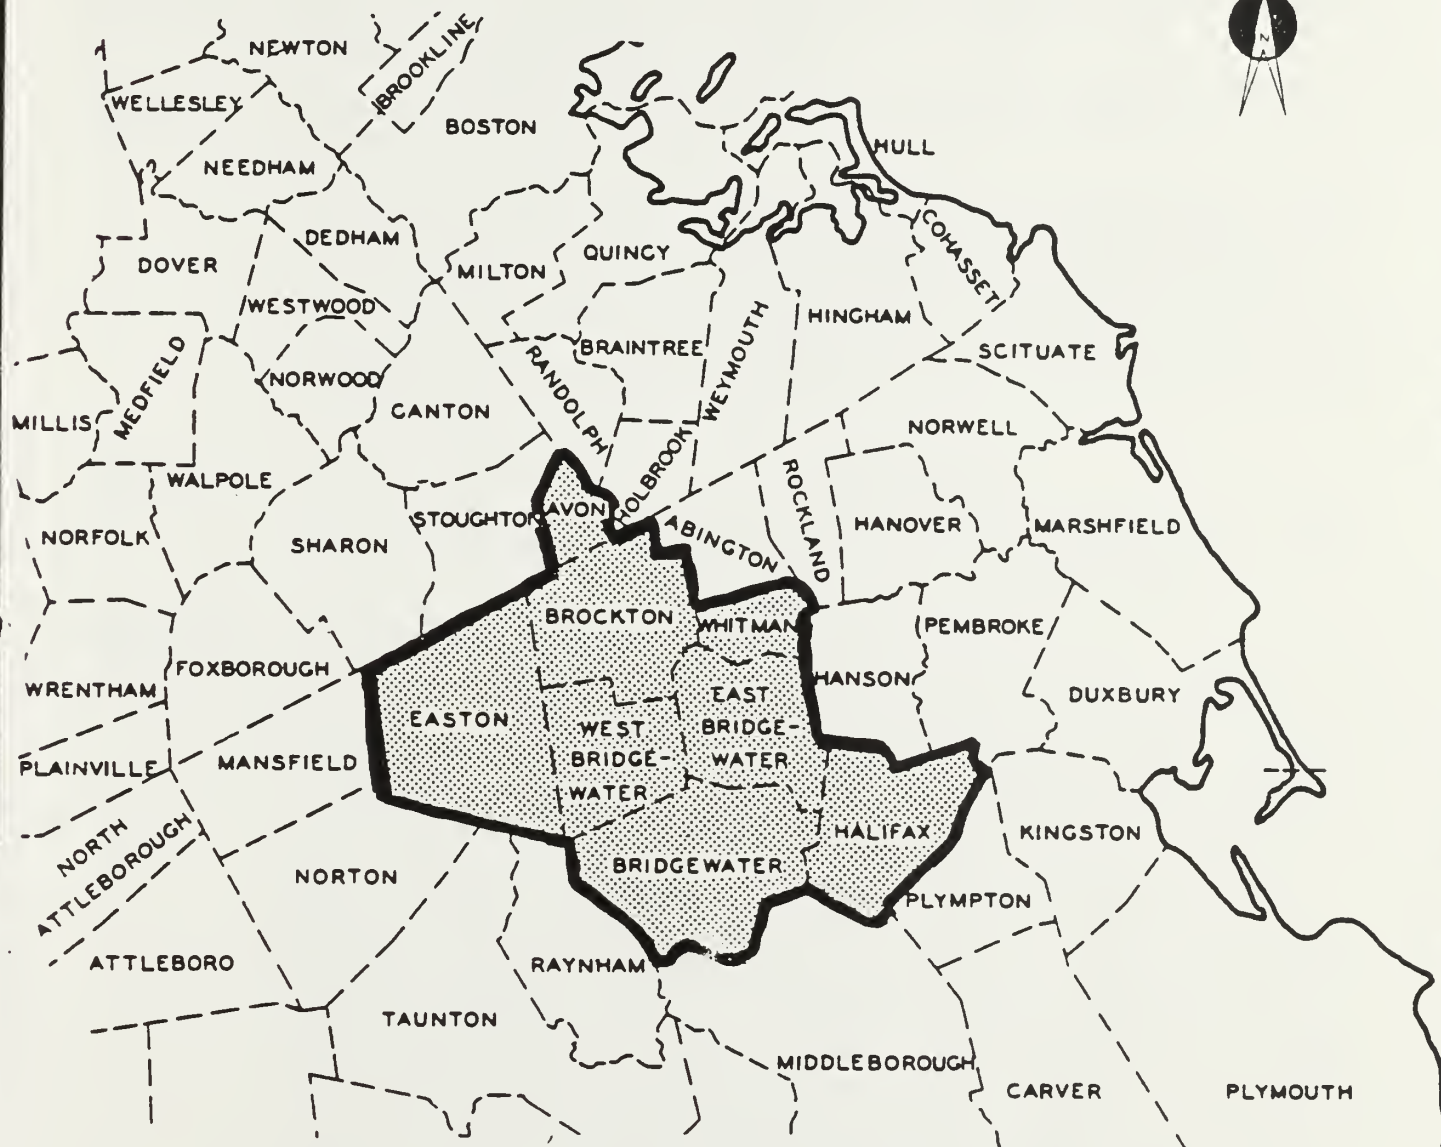 N
NEWTON
BROOKLINE
WELLESLEY
BOSTON
HULL
NEEDHAM
COHASSET
DEDHAM
DOVER
QUINCY
MILTON
WESTWOOD
HINGHAM
BRAINTREE
WEYMOUTH
SCITUATE
RANDOLPH
MEDFIELD
NORWOOD
CANTON
MILLIS
NORWELL
HOLBROOK
WALPOLE
ROCKLAND
AVON
STOUGHTON
ABINGTON
HANOVER
MARSHFIELD
NORFOLK
SHARON
BROCKTON
WHITMAN
PEMBROKE
FOXBOROUGH
HANSON
WRENTHAM
DUXBURY
EASTON
EAST
BRIDGE-
WATER
WEST
BRIDGE-
WATER
PLAINVILLE
MANSFIELD
HALIFAX
KINGSTON
NORTH
ATTLEBOROUGH
BRIDGEWATER
NORTON
PLYMPTON
ATTLEBORO
RAYNHAM
TAUNTON
MIDDLEBOROUGH
CARVER
PLYMOUTH